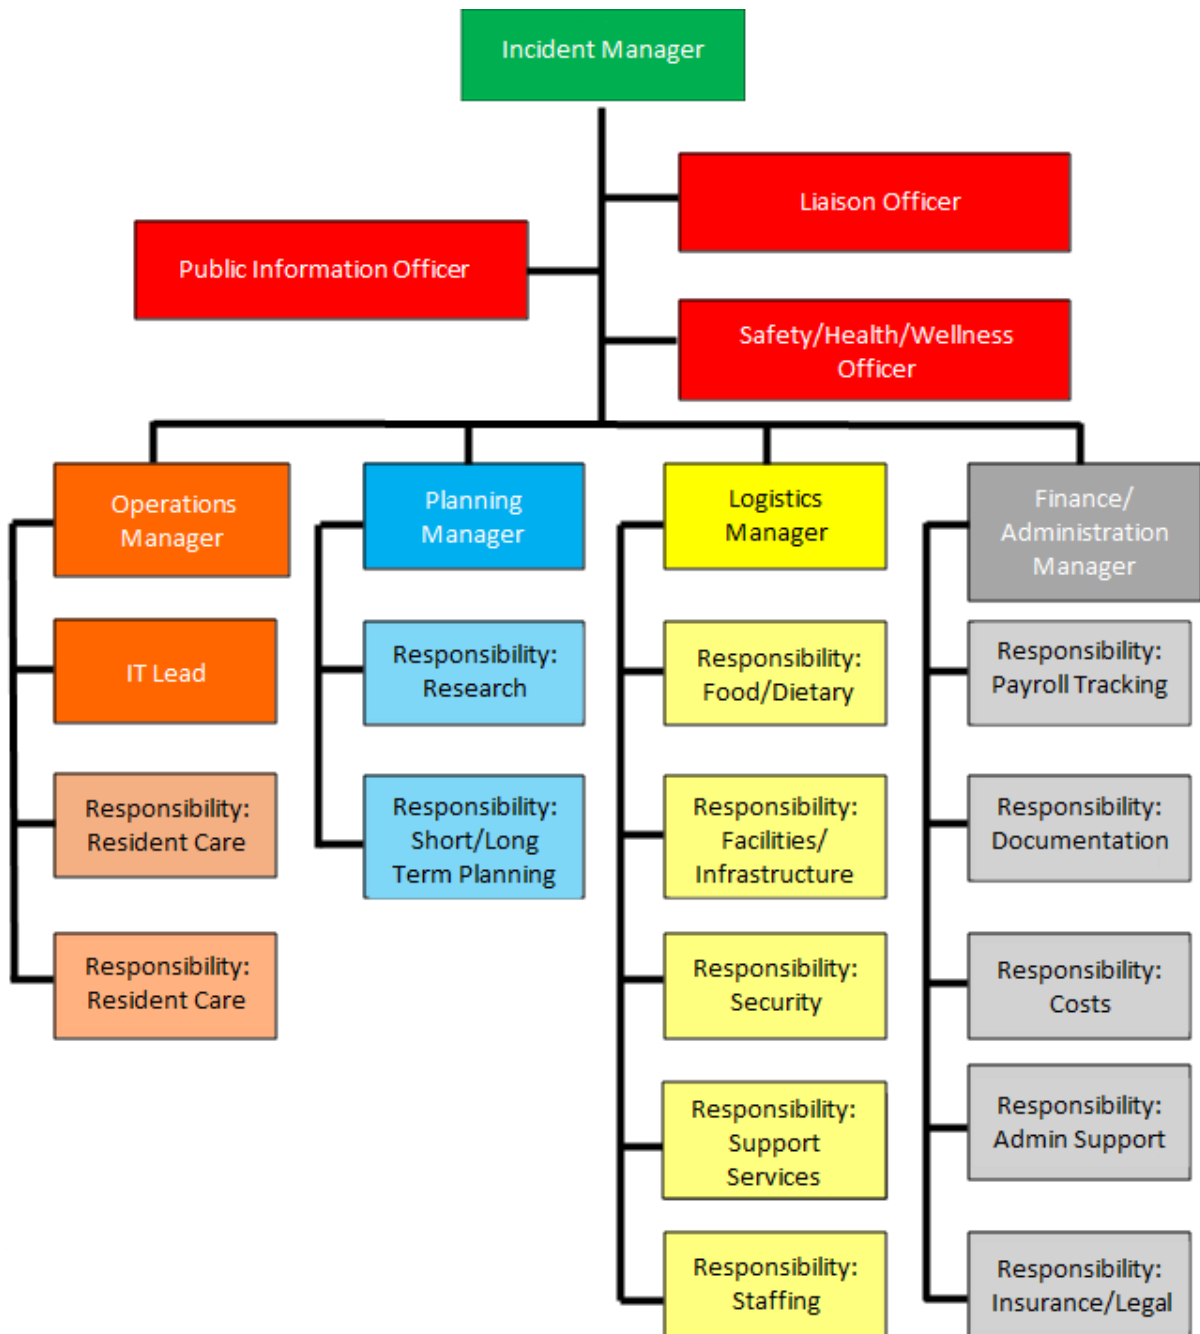 Incident Manager
Liaison Officer
Public Information Officer
Safety/Health/Wellness
Officer
Operations
Manager
IT Lead
Responsibility:
Resident Care
Responsibility:
Resident Care
Planning
Manager
Responsibility:
Research
Responsibility:
Short/Long
Term Planning
Logistics
Manager
Responsibility:
Food/Dietary
Responsibility:
Facilities/
Infrastructure
Responsibility:
Security
Responsibility:
Support
Services
Responsibility:
Staffing
Finance/
Administration
Manager
Responsibility:
Payroll Tracking
Responsibility:
Documentation
Responsibility:
Costs
Responsibility:
Admin Support
Responsibility:
Insurance/Legal